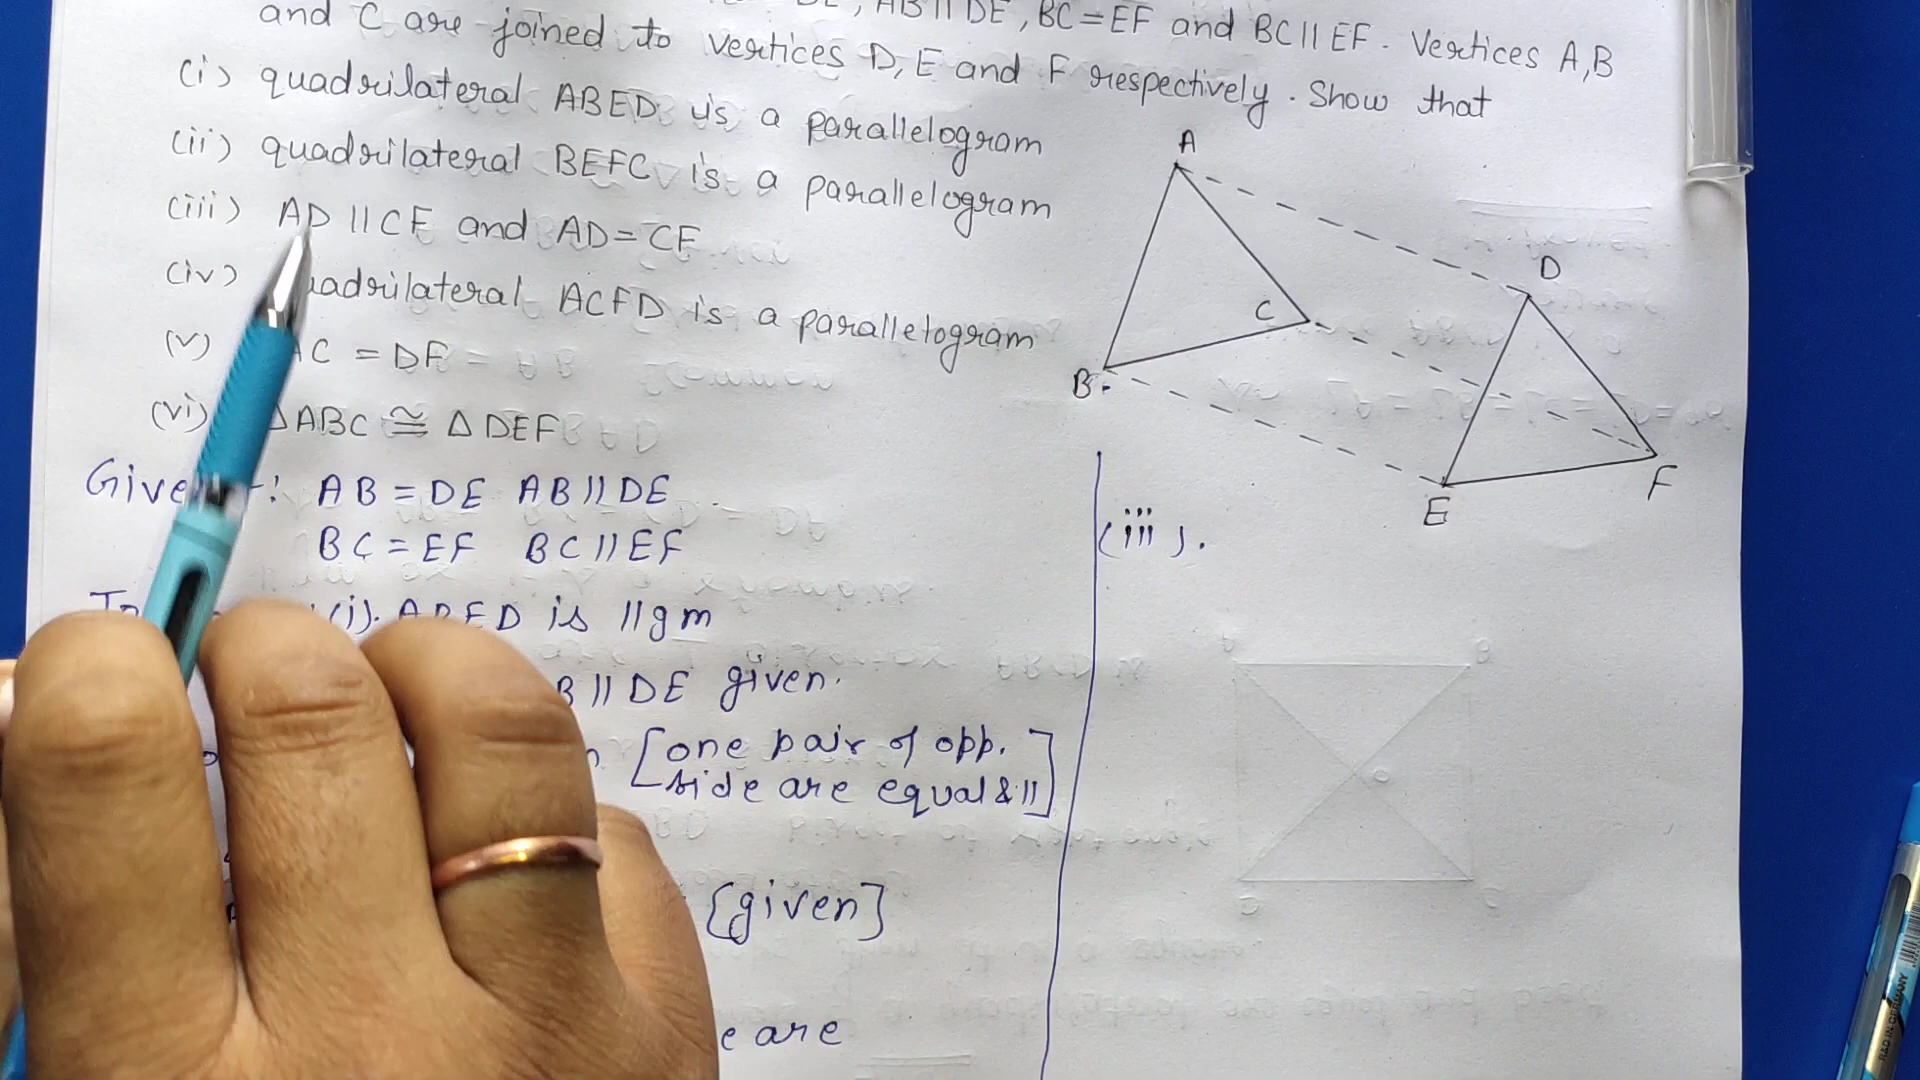 DE, AB || DE, BC = EF and BC || EF. Vertices A, B
and C are joined to vertices D, E and F respectively. Show that
(i) quadrilateral ABED is a parallelogram
(ii) quadrilateral BEFC is a parallelogram
(iii) AD || CF and AD = CF
(iv) quadrilateral ACFD is a parallelogram
(v) AC = DF
(vi) ΔABC ≅ ΔDEF
Given :- AB = DE AB || DE
BC = EF BC || EF
(i). ABED is ||gm
B || DE given.
[one pair of opp.
side are equal & ||]
[given]
e are
A
D
C
B
E
F
(iii).